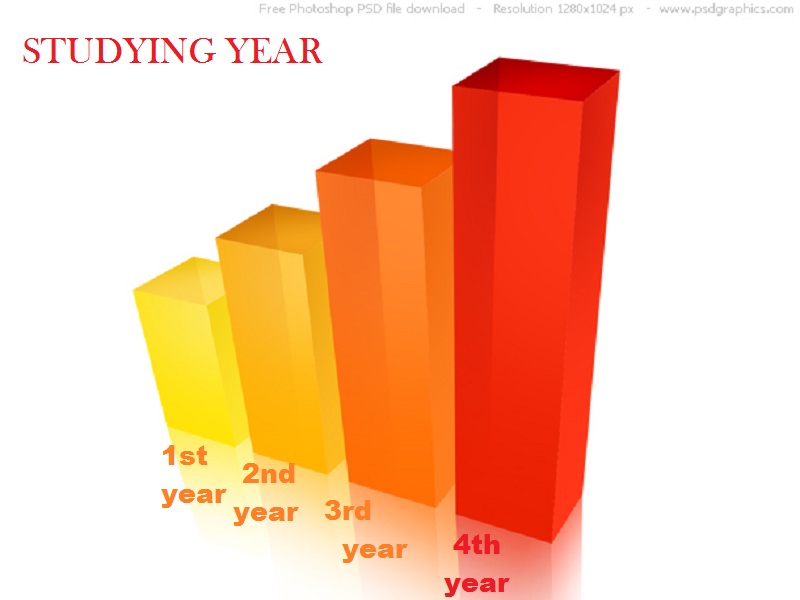 Free Photoshop PSD file download - Resolution 1280x1024 px - www.psdgraphics.com
STUDYING YEAR
1st
year
2nd
year
3rd
year
4th
year